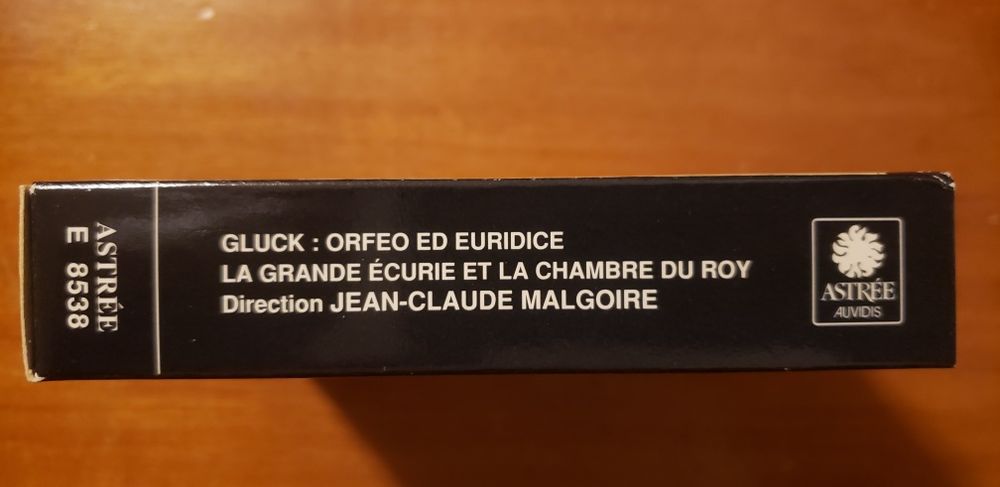 ASTRÉE
E 8538
GLUCK : ORFEO ED EURIDICE
LA GRANDE ÉCURIE ET LA CHAMBRE DU ROY
Direction JEAN-CLAUDE MALGOIRE
ASTRÉE
AUVIDIS